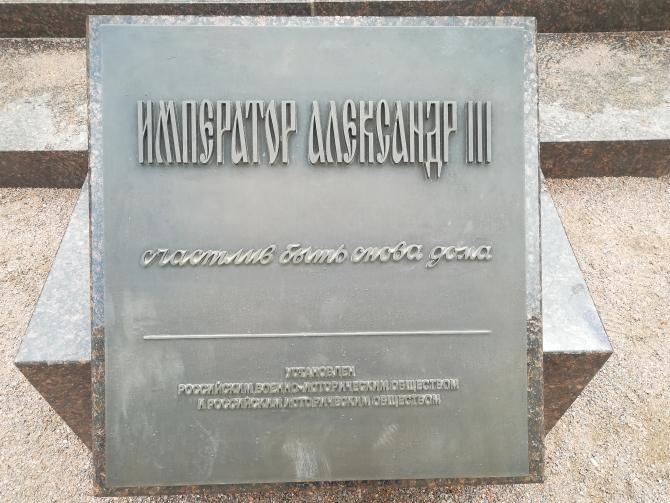 ИМПЕРАТОР АЛЕКСАНДР III
счастлив быть снова дома
УСТАНОВЛЕН
РОССИЙСКИМ ВОЕННО-ИСТОРИЧЕСКИМ ОБЩЕСТВОМ
И РОССИЙСКИМ ИСТОРИЧЕСКИМ ОБЩЕСТВОМ